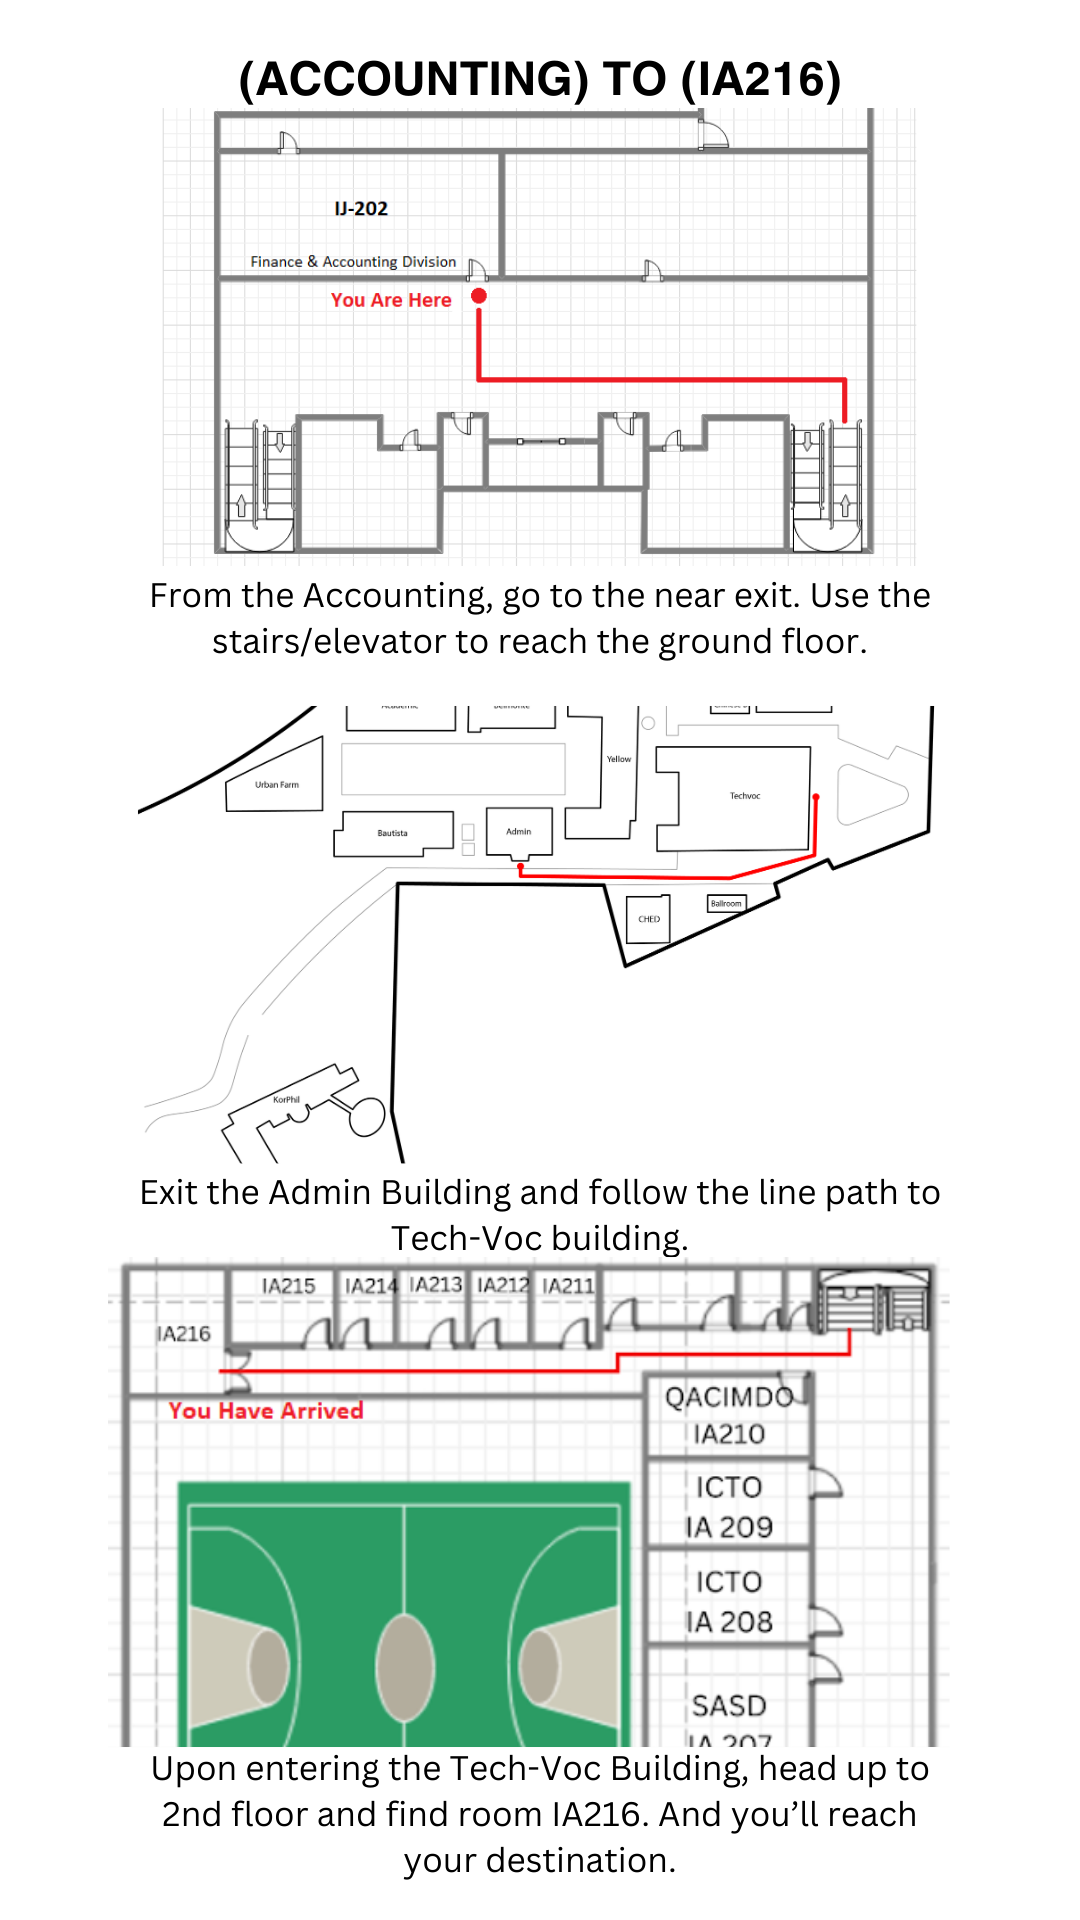 (ACCOUNTING) TO (IA216)
IJ-202
Finance & Accounting Division
You Are Here
From the Accounting, go to the near exit. Use the
stairs/elevator to reach the ground floor.
Academic
Belmonte
Yellow
Urban Farm
Techvoc
Bautista
Admin
CHED
Ballroom
KorPhil
Exit the Admin Building and follow the line path to
Tech-Voc building.
IA215
IA214
IA213
IA212
IA211
IA216
You Have Arrived
QACIMDO
IA210
ICTO
IA 209
ICTO
IA 208
SASD
IA 207
Upon entering the Tech-Voc Building, head up to
2nd floor and find room IA216. And you’ll reach
your destination.